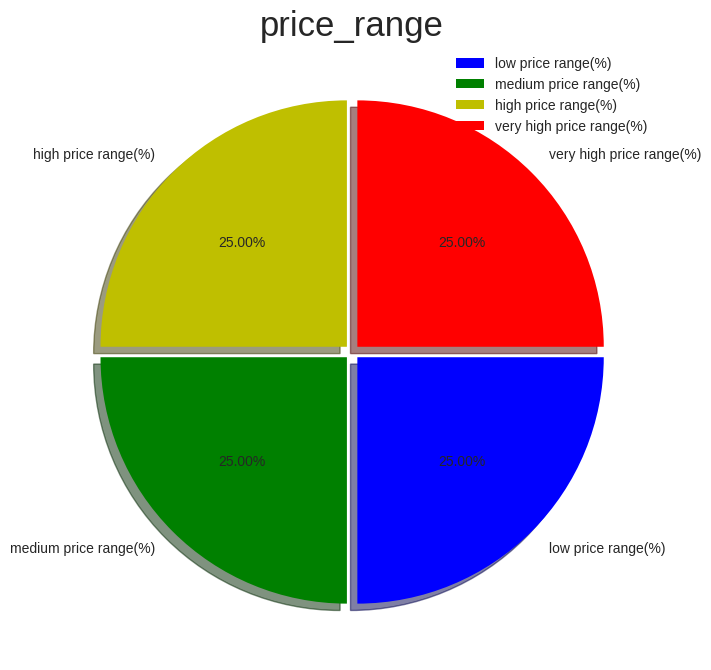 price_range
low price range(%)
medium price range(%)
high price range(%)
very high price range(%)
high price range(%)
very high price range(%)
25.00%
25.00%
25.00%
25.00%
medium price range(%)
low price range(%)